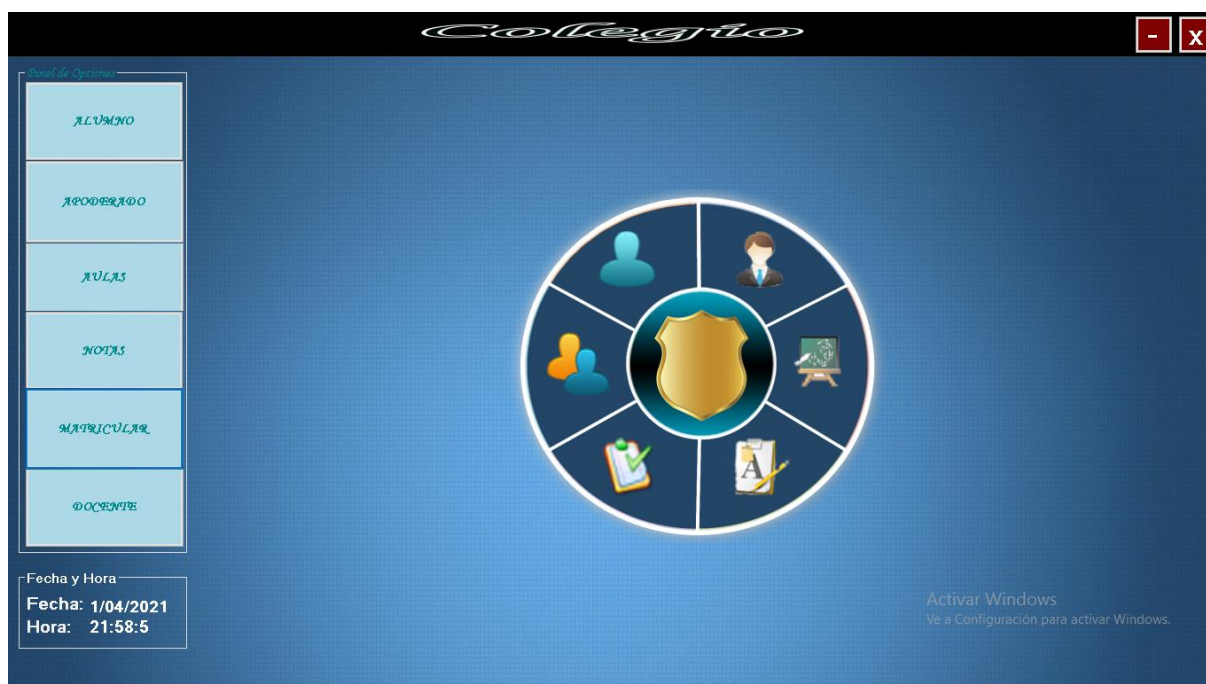 Colegio
-
X
Panel de Opciones
ALUMNO
APODERADO
AULAS
NOTAS
MATRICULAR
DOCENTE
Fecha y Hora
Fecha: 1/04/2021
Hora: 21:58:5
A
Activar Windows
Ve a Configuración para activar Windows.